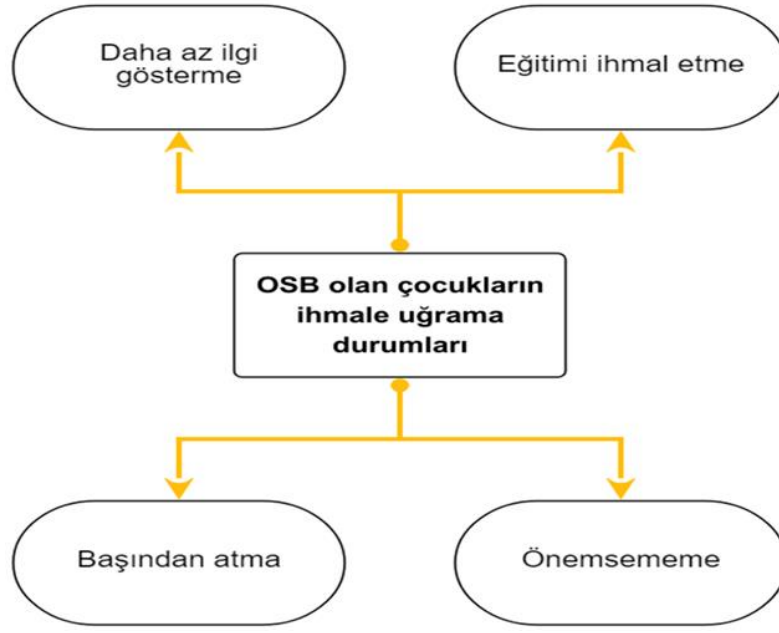 Daha az ilgi
gösterme
Eğitimi ihmal etme
OSB olan çocukların
ihmale uğrama
durumları
Başından atma
Önemsememe